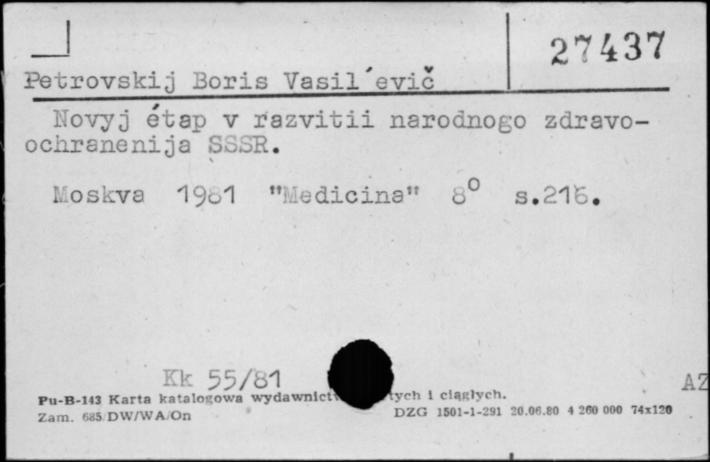 27437
Petrovskij Boris Vasil´evič
Novyj étap v razvitii narodnogo zdravo-
ochranenija SSSR.
Moskva 1981 "Medicina" 8° s.216.
Kk 55/81
AZ
Pu-B-143 Karta katalogowa wydawnict tych i ciągłych.
Zam. 685/DW/WA/On DZG 1501-1-291 20.06.80 4 260 000 74x120